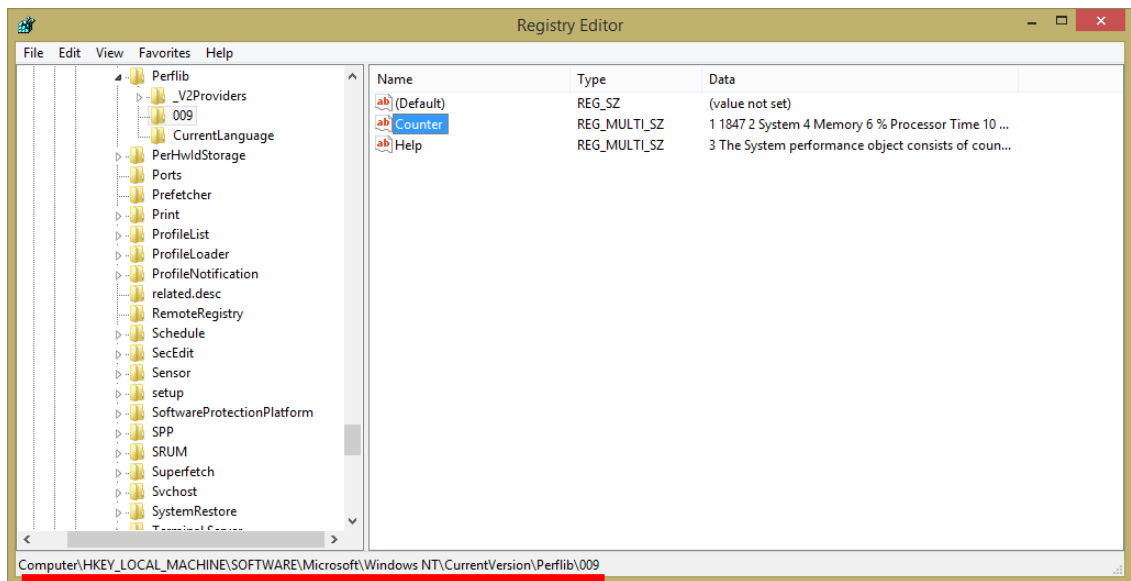 Registry Editor
File Edit View Favorites Help
Perflib
_V2Providers
009
CurrentLanguage
PerHwIdStorage
Ports
Prefetcher
Print
ProfileList
ProfileLoader
ProfileNotification
related.desc
RemoteRegistry
Schedule
SecEdit
Sensor
setup
SoftwareProtectionPlatform
SPP
SRUM
Superfetch
Svchost
SystemRestore
Name Type Data
ab (Default) REG_SZ (value not set)
ab Counter REG_MULTI_SZ 1 1847 2 System 4 Memory 6 % Processor Time 10 ...
ab Help REG_MULTI_SZ 3 The System performance object consists of coun...
Computer\HKEY_LOCAL_MACHINE\SOFTWARE\Microsoft\Windows NT\CurrentVersion\Perflib\009